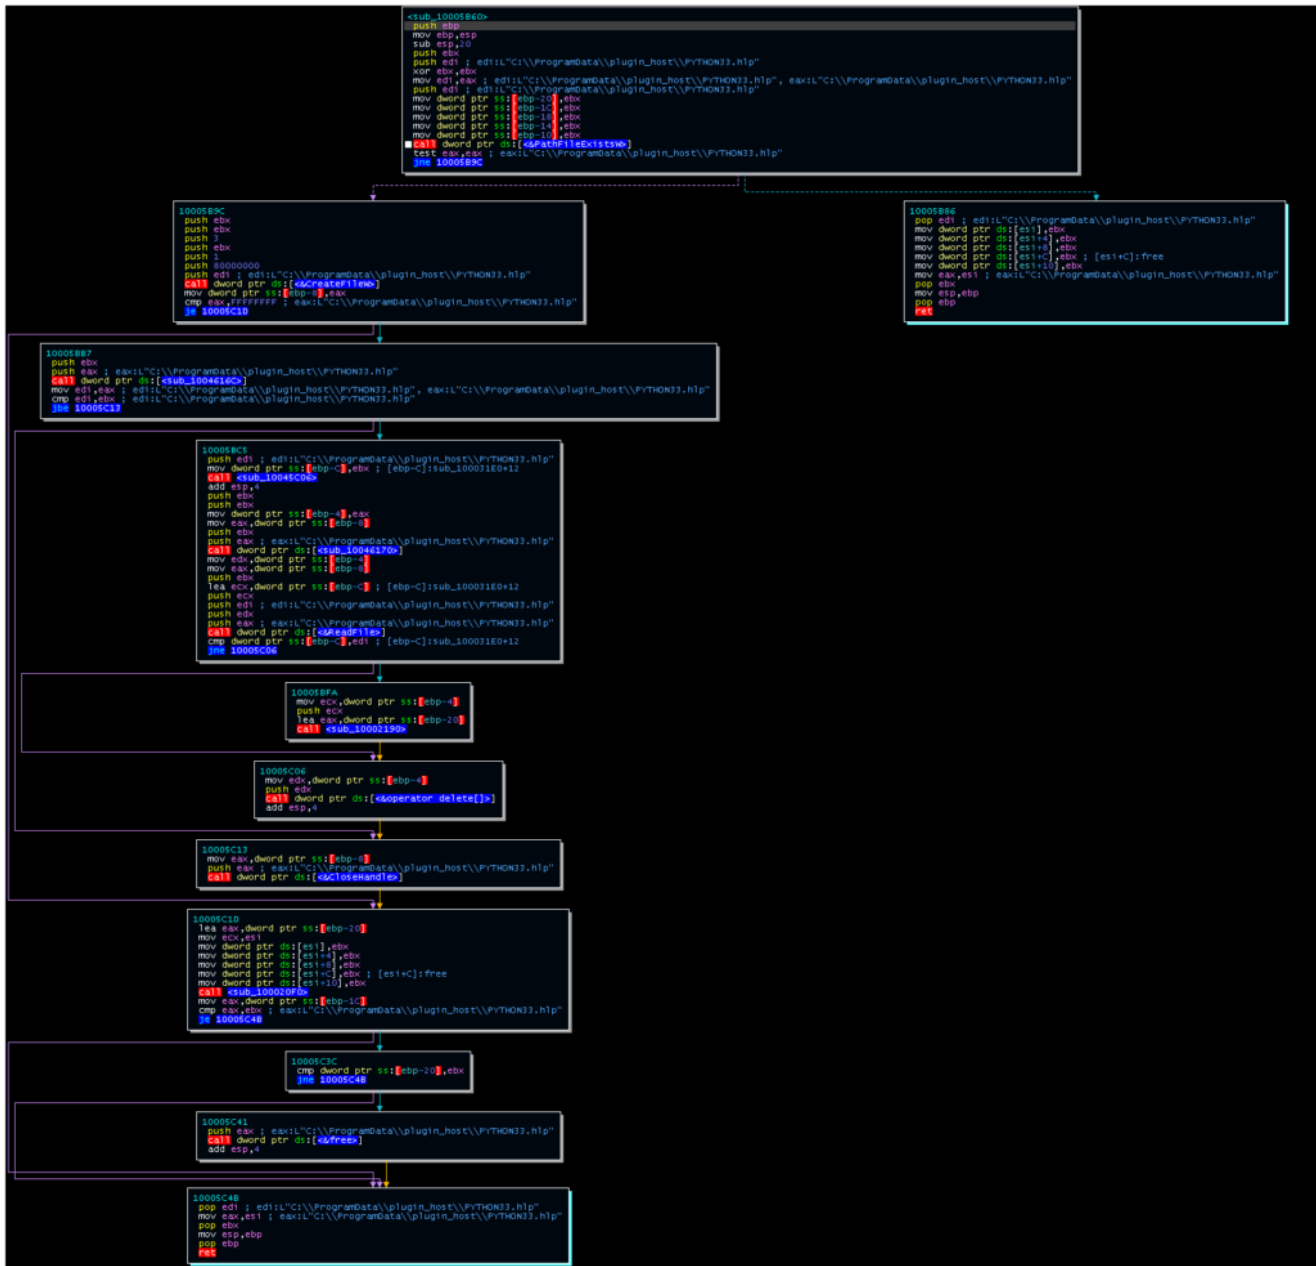 <sub_10005B60>
push ebp
mov ebp,esp
sub esp,20
push ebx
push edi ; edi:L"C:\\ProgramData\\plugin_host\\PYTHON33.hlp"
xor ebx,ebx
mov edi,eax ; edi:L"C:\\ProgramData\\plugin_host\\PYTHON33.hlp", eax:L"C:\\ProgramData\\plugin_host\\PYTHON33.hlp"
push edi ; edi:L"C:\\ProgramData\\plugin_host\\PYTHON33.hlp"
mov dword ptr ss:[ebp-20],ebx
mov dword ptr ss:[ebp-1C],ebx
mov dword ptr ss:[ebp-18],ebx
mov dword ptr ss:[ebp-14],ebx
mov dword ptr ss:[ebp-10],ebx
call dword ptr ds:[<&PathFileExistsW>]
test eax,eax ; eax:L"C:\\ProgramData\\plugin_host\\PYTHON33.hlp"
jne 10005B9C
10005B9C
push ebx
push ebx
push 3
push ebx
push 1
push 80000000
push edi ; edi:L"C:\\ProgramData\\plugin_host\\PYTHON33.hlp"
call dword ptr ds:[<&CreateFileW>]
mov dword ptr ss:[ebp-8],eax
cmp eax,FFFFFFFF ; eax:L"C:\\ProgramData\\plugin_host\\PYTHON33.hlp"
je 10005C1D
10005B86
pop edi ; edi:L"C:\\ProgramData\\plugin_host\\PYTHON33.hlp"
mov dword ptr ds:[esi],ebx
mov dword ptr ds:[esi+4],ebx
mov dword ptr ds:[esi+8],ebx
mov dword ptr ds:[esi+C],ebx ; [esi+C]:free
mov dword ptr ds:[esi+10],ebx
mov eax,esi ; eax:L"C:\\ProgramData\\plugin_host\\PYTHON33.hlp"
pop ebx
mov esp,ebp
pop ebp
ret
10005BB7
push ebx
push eax ; eax:L"C:\\ProgramData\\plugin_host\\PYTHON33.hlp"
call dword ptr ds:[<sub_1004616C>]
mov edi,eax ; edi:L"C:\\ProgramData\\plugin_host\\PYTHON33.hlp", eax:L"C:\\ProgramData\\plugin_host\\PYTHON33.hlp"
cmp edi,ebx ; edi:L"C:\\ProgramData\\plugin_host\\PYTHON33.hlp"
jbe 10005C13
10005BC5
push edi ; edi:L"C:\\ProgramData\\plugin_host\\PYTHON33.hlp"
mov dword ptr ss:[ebp-C],ebx ; [ebp-C]:sub_100031E0+12
call <sub_10045C06>
add esp,4
push ebx
push ebx
mov dword ptr ss:[ebp-4],eax
mov eax,dword ptr ss:[ebp-8]
push ebx
push eax ; eax:L"C:\\ProgramData\\plugin_host\\PYTHON33.hlp"
call dword ptr ds:[<sub_10046170>]
mov edx,dword ptr ss:[ebp-4]
mov eax,dword ptr ss:[ebp-8]
push ebx
lea ecx,dword ptr ss:[ebp-C] ; [ebp-C]:sub_100031E0+12
push ecx
push edi ; edi:L"C:\\ProgramData\\plugin_host\\PYTHON33.hlp"
push edx
push eax ; eax:L"C:\\ProgramData\\plugin_host\\PYTHON33.hlp"
call dword ptr ds:[<&ReadFile>]
cmp dword ptr ss:[ebp-C],edi ; [ebp-C]:sub_100031E0+12
jne 10005C06
10005BFA
mov ecx,dword ptr ss:[ebp-4]
push ecx
lea eax,dword ptr ss:[ebp-20]
call <sub_10002190>
10005C06
mov edx,dword ptr ss:[ebp-4]
push edx
call dword ptr ds:[<&operator delete[]>]
add esp,4
10005C13
mov eax,dword ptr ss:[ebp-8]
push eax ; eax:L"C:\\ProgramData\\plugin_host\\PYTHON33.hlp"
call dword ptr ds:[<&CloseHandle>]
10005C1D
lea eax,dword ptr ss:[ebp-20]
mov ecx,esi
mov dword ptr ds:[esi],ebx
mov dword ptr ds:[esi+4],ebx
mov dword ptr ds:[esi+8],ebx
mov dword ptr ds:[esi+C],ebx ; [esi+C]:free
mov dword ptr ds:[esi+10],ebx
call <sub_100020F0>
mov eax,dword ptr ss:[ebp-1C]
cmp eax,ebx ; eax:L"C:\\ProgramData\\plugin_host\\PYTHON33.hlp"
je 10005C4B
10005C3C
cmp dword ptr ss:[ebp-20],ebx
jne 10005C4B
10005C41
push eax ; eax:L"C:\\ProgramData\\plugin_host\\PYTHON33.hlp"
call dword ptr ds:[<&free>]
add esp,4
10005C4B
pop edi ; edi:L"C:\\ProgramData\\plugin_host\\PYTHON33.hlp"
mov eax,esi ; eax:L"C:\\ProgramData\\plugin_host\\PYTHON33.hlp"
pop ebx
mov esp,ebp
pop ebp
ret